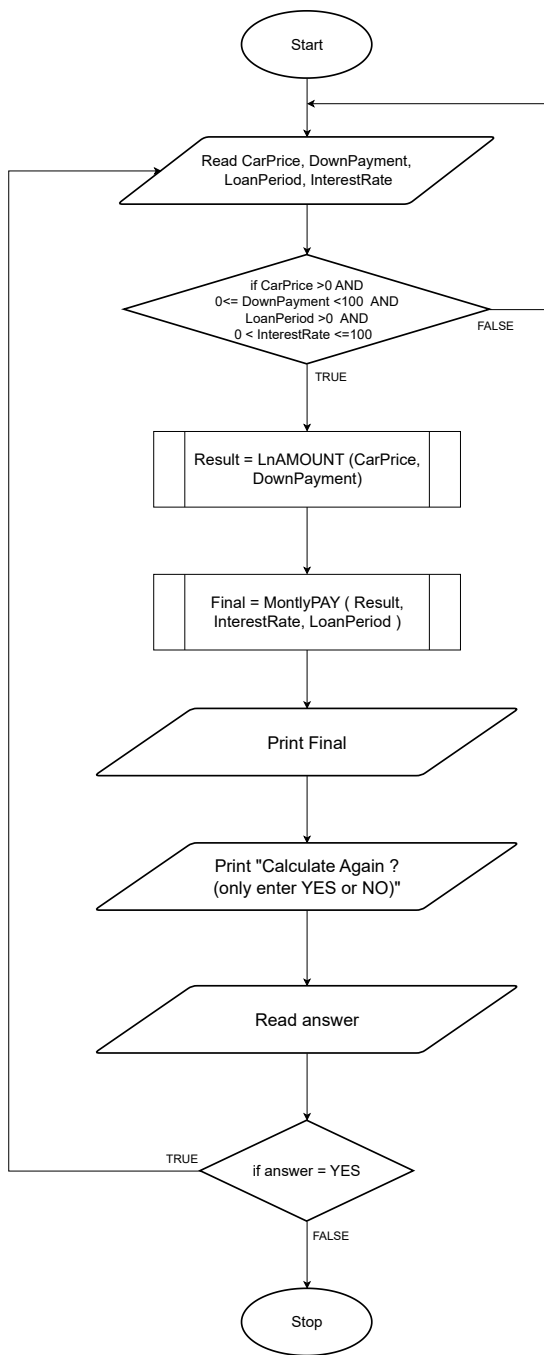 Start
Read CarPrice, DownPayment,
LoanPeriod, InterestRate
if CarPrice >0 AND
0<= DownPayment <100 AND
LoanPeriod >0 AND
0 < InterestRate <=100
FALSE
TRUE
Result = LnAMOUNT (CarPrice,
DownPayment)
Final = MontlyPAY ( Result,
InterestRate, LoanPeriod )
Print Final
Print "Calculate Again ?
(only enter YES or NO)"
Read answer
TRUE
if answer = YES
FALSE
Stop